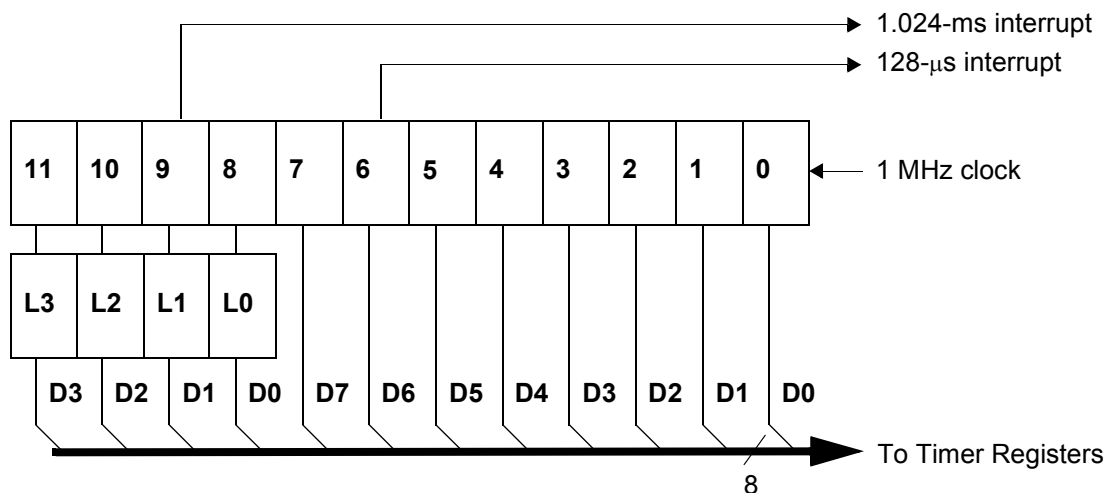 1.024-ms interrupt
128-μs interrupt
11 10 9 8 7 6 5 4 3 2 1 0
1 MHz clock
L3 L2 L1 L0
D3 D2 D1 D0 D7 D6 D5 D4 D3 D2 D1 D0
To Timer Registers
8